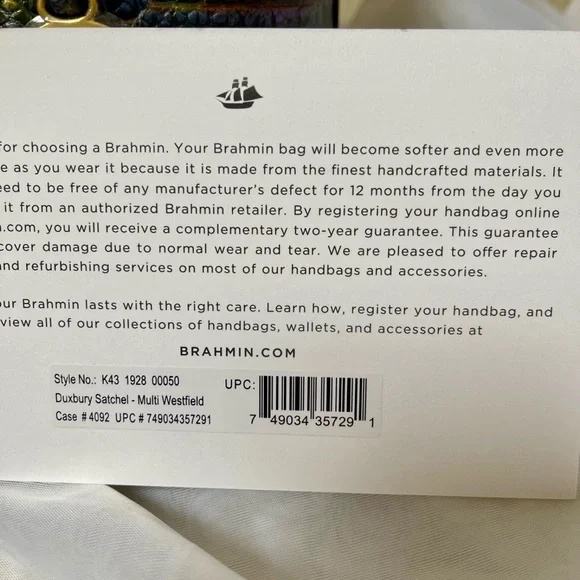 for choosing a Brahmin. Your Brahmin bag will become softer and even more
as you wear it because it is made from the finest handcrafted materials. It
to be free of any manufacturer's defect for 12 months from the day you
it from an authorized Brahmin retailer. By registering your handbag online
.com, you will receive a complementary two-year guarantee. This guarantee
cover damage due to normal wear and tear. We are pleased to offer repair
and refurbishing services on most of our handbags and accessories.
our Brahmin lasts with the right care. Learn how, register your handbag, and
view all of our collections of handbags, wallets, and accessories at
BRAHMIN.COM
Style No.: K43 1928 00050
Duxbury Satchel - Multi Westfield
Case # 4092 UPC # 749034357291
UPC:
7 49034 35729 1